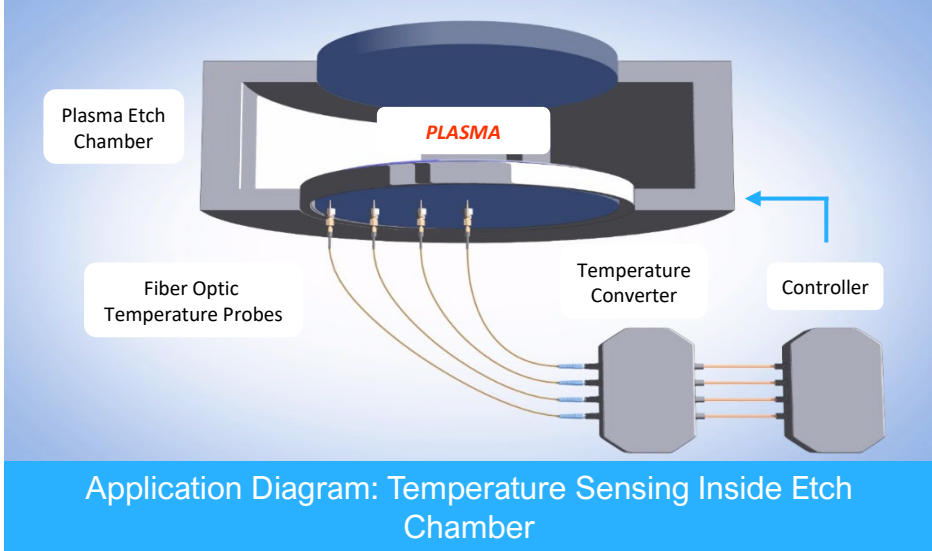 Plasma Etch
Chamber
PLASMA
Fiber Optic
Temperature Probes
Temperature
Converter
Controller
Application Diagram: Temperature Sensing Inside Etch
Chamber